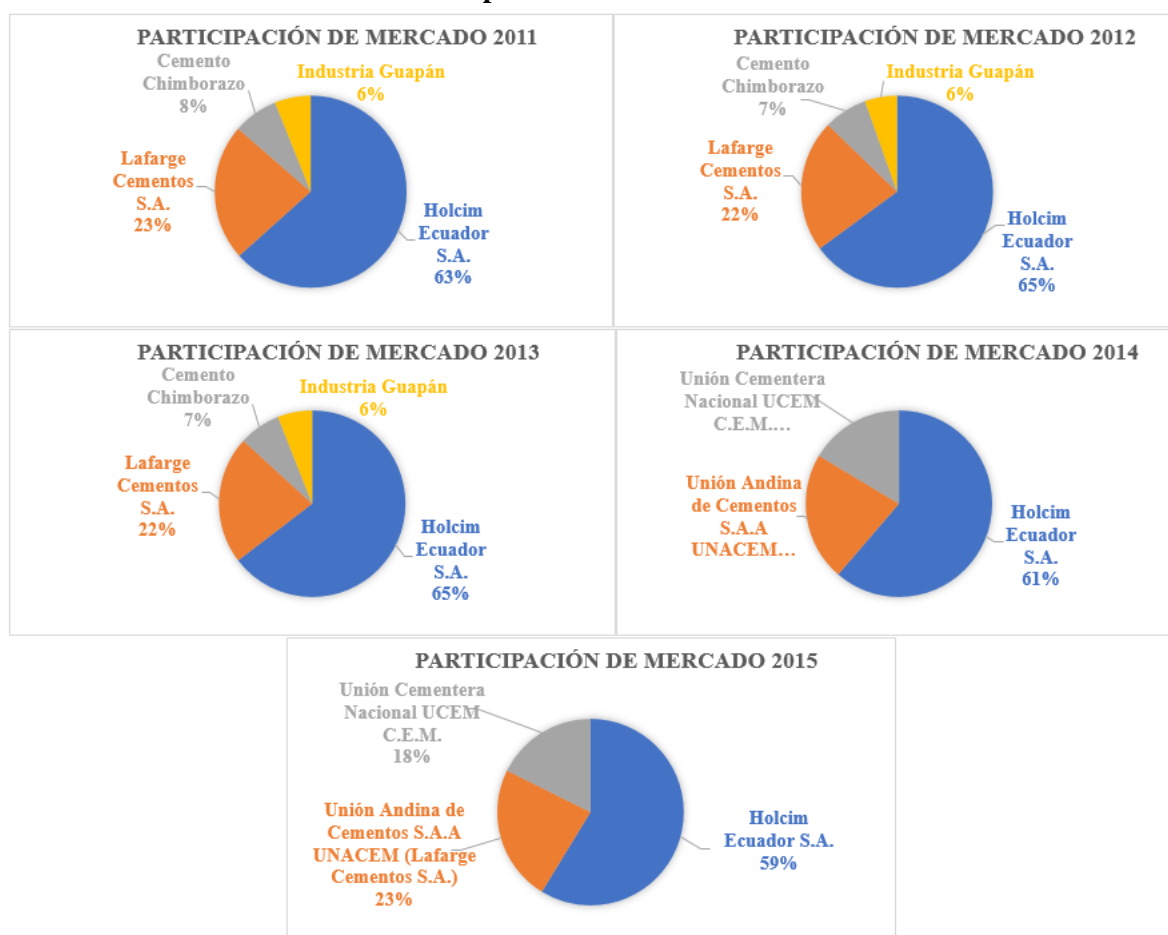 PARTICIPACIÓN DE MERCADO 2011
Cemento
Chimborazo
8%
Industria Guapán
6%
Lafarge
Cementos
S.A.
23%
Holcim
Ecuador
S.A.
63%
PARTICIPACIÓN DE MERCADO 2012
Cemento
Chimborazo
7%
Industria Guapán
6%
Lafarge
Cementos
S.A.
22%
Holcim
Ecuador
S.A.
65%
PARTICIPACIÓN DE MERCADO 2013
Cemento
Chimborazo
7%
Industria Guapán
6%
Lafarge
Cementos
S.A.
22%
Holcim
Ecuador
S.A.
65%
PARTICIPACIÓN DE MERCADO 2014
Unión Cementera
Nacional UCEM
C.E.M....
Unión Andina
de Cementos
S.A.A
UNACEM...
Holcim
Ecuador
S.A.
61%
PARTICIPACIÓN DE MERCADO 2015
Unión Cementera
Nacional UCEM
C.E.M.
18%
Unión Andina de
Cementos S.A.A
UNACEM (Lafarge
Cementos S.A.)
23%
Holcim
Ecuador S.A.
59%